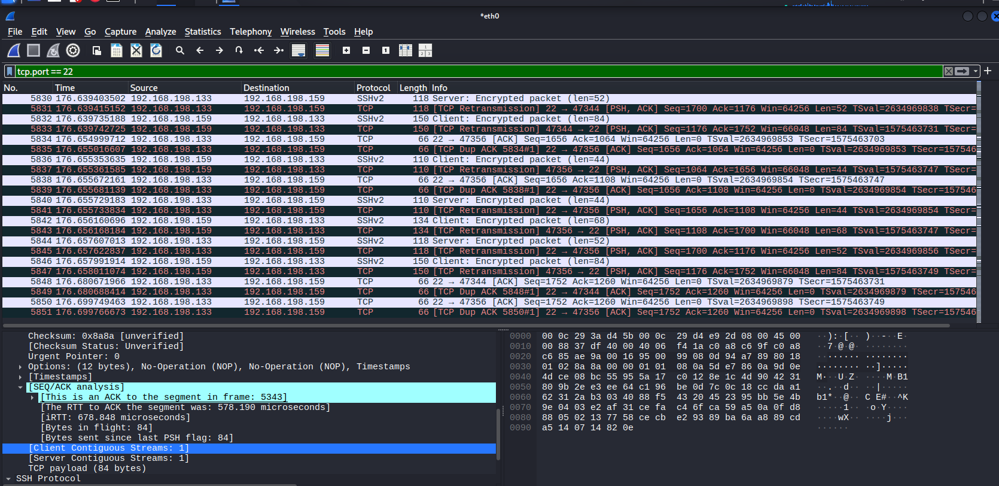 *eth0
File Edit View Go Capture Analyze Statistics Telephony Wireless Tools Help
tcp.port == 22
No. Time Source Destination Protocol Length Info
5830 176.639403502 192.168.198.133 192.168.198.159 SSHv2 118 Server: Encrypted packet (len=52)
5831 176.639415152 192.168.198.133 192.168.198.159 TCP 118 [TCP Retransmission] 22 → 47344 [PSH, ACK] Seq=1700 Ack=1176 Win=64256 Len=52 TSval=2634969838 TSecr=
5832 176.639735188 192.168.198.159 192.168.198.133 SSHv2 150 Client: Encrypted packet (len=84)
5833 176.639742725 192.168.198.159 192.168.198.133 TCP 150 [TCP Retransmission] 47344 → 22 [PSH, ACK] Seq=1176 Ack=1752 Win=66048 Len=84 TSval=1575463731 TSecr=
5834 176.654999712 192.168.198.133 192.168.198.159 TCP 66 22 → 47356 [ACK] Seq=1656 Ack=1064 Win=64256 Len=0 TSval=2634969853 TSecr=1575463703
5835 176.655016607 192.168.198.133 192.168.198.159 TCP 66 [TCP Dup ACK 5834#1] 22 → 47356 [ACK] Seq=1656 Ack=1064 Win=64256 Len=0 TSval=2634969853 TSecr=157546
5836 176.655353635 192.168.198.159 192.168.198.133 SSHv2 110 Client: Encrypted packet (len=44)
5837 176.655361585 192.168.198.159 192.168.198.133 TCP 110 [TCP Retransmission] 47356 → 22 [PSH, ACK] Seq=1064 Ack=1656 Win=66048 Len=44 TSval=1575463747 TSecr=
5838 176.655672161 192.168.198.133 192.168.198.159 TCP 66 22 → 47356 [ACK] Seq=1656 Ack=1108 Win=64256 Len=0 TSval=2634969854 TSecr=1575463747
5839 176.655681139 192.168.198.133 192.168.198.159 TCP 66 [TCP Dup ACK 5838#1] 22 → 47356 [ACK] Seq=1656 Ack=1108 Win=64256 Len=0 TSval=2634969854 TSecr=157546
5840 176.655729183 192.168.198.133 192.168.198.159 SSHv2 110 Server: Encrypted packet (len=44)
5841 176.655733834 192.168.198.133 192.168.198.159 TCP 110 [TCP Retransmission] 22 → 47356 [PSH, ACK] Seq=1656 Ack=1108 Win=64256 Len=44 TSval=2634969854 TSecr=
5842 176.656160696 192.168.198.159 192.168.198.133 SSHv2 134 Client: Encrypted packet (len=68)
5843 176.656168184 192.168.198.159 192.168.198.133 TCP 134 [TCP Retransmission] 47356 → 22 [PSH, ACK] Seq=1108 Ack=1700 Win=66048 Len=68 TSval=1575463747 TSecr=
5844 176.657607013 192.168.198.133 192.168.198.159 SSHv2 118 Server: Encrypted packet (len=52)
5845 176.657622837 192.168.198.133 192.168.198.159 TCP 118 [TCP Retransmission] 22 → 47356 [PSH, ACK] Seq=1700 Ack=1176 Win=64256 Len=52 TSval=2634969856 TSecr=
5846 176.657991914 192.168.198.159 192.168.198.133 SSHv2 150 Client: Encrypted packet (len=84)
5847 176.658011074 192.168.198.159 192.168.198.133 TCP 150 [TCP Retransmission] 47356 → 22 [PSH, ACK] Seq=1176 Ack=1752 Win=66048 Len=84 TSval=1575463749 TSecr=
5848 176.680671966 192.168.198.133 192.168.198.159 TCP 66 22 → 47344 [ACK] Seq=1752 Ack=1260 Win=64256 Len=0 TSval=2634969879 TSecr=1575463731
5849 176.680688414 192.168.198.133 192.168.198.159 TCP 66 [TCP Dup ACK 5848#1] 22 → 47344 [ACK] Seq=1752 Ack=1260 Win=64256 Len=0 TSval=2634969879 TSecr=157546
5850 176.699749463 192.168.198.133 192.168.198.159 TCP 66 22 → 47356 [ACK] Seq=1752 Ack=1260 Win=64256 Len=0 TSval=2634969898 TSecr=1575463749
5851 176.699766673 192.168.198.133 192.168.198.159 TCP 66 [TCP Dup ACK 5850#1] 22 → 47356 [ACK] Seq=1752 Ack=1260 Win=64256 Len=0 TSval=2634969898 TSecr=157546
Checksum: 0x8a8a [unverified]
[Checksum Status: Unverified]
Urgent Pointer: 0
Options: (12 bytes), No-Operation (NOP), No-Operation (NOP), Timestamps
[Timestamps]
[SEQ/ACK analysis]
[This is an ACK to the segment in frame: 5343]
[The RTT to ACK the segment was: 578.190 microseconds]
[iRTT: 678.848 microseconds]
[Bytes in flight: 84]
[Bytes sent since last PSH flag: 84]
[Client Contiguous Streams: 1]
[Server Contiguous Streams: 1]
TCP payload (84 bytes)
SSH Protocol
0000 00 0c 29 3a d4 5b 00 0c 29 d4 e9 2d 08 00 45 00 ··):·[·· )··-··E·
0010 00 88 37 df 40 00 40 06 f4 1a c0 a8 c6 9f c0 a8 ··7·@·@· ········
0020 c6 85 ae 9a 00 16 95 00 99 08 0d 94 a7 89 80 18 ········ ········
0030 01 02 8a 8a 00 00 01 01 08 0a 5d e7 86 0a 9d 0e ········ ··]·····
0040 4d ce 08 bc 55 95 5a 17 c0 12 8e 1c 4d 90 42 31 M···U·Z· ····M·B1
0050 80 9b 2e e3 ee 64 c1 96 be 0d 7c 0c 18 cc da a1 ··.··d·· ··|·····
0060 62 31 2a b3 03 40 88 f5 43 20 45 23 95 bb 5e 4b b1*··@·· C E#··^K
0070 9e 04 03 e2 af 31 ce fa c4 6f ca 59 a5 0a 0f d8 ·····1·· ·o·Y····
0080 88 05 02 13 77 58 ce cb e2 93 89 ba 6a a8 89 cd ····wX·· ····j···
0090 a5 14 07 14 82 0e ······